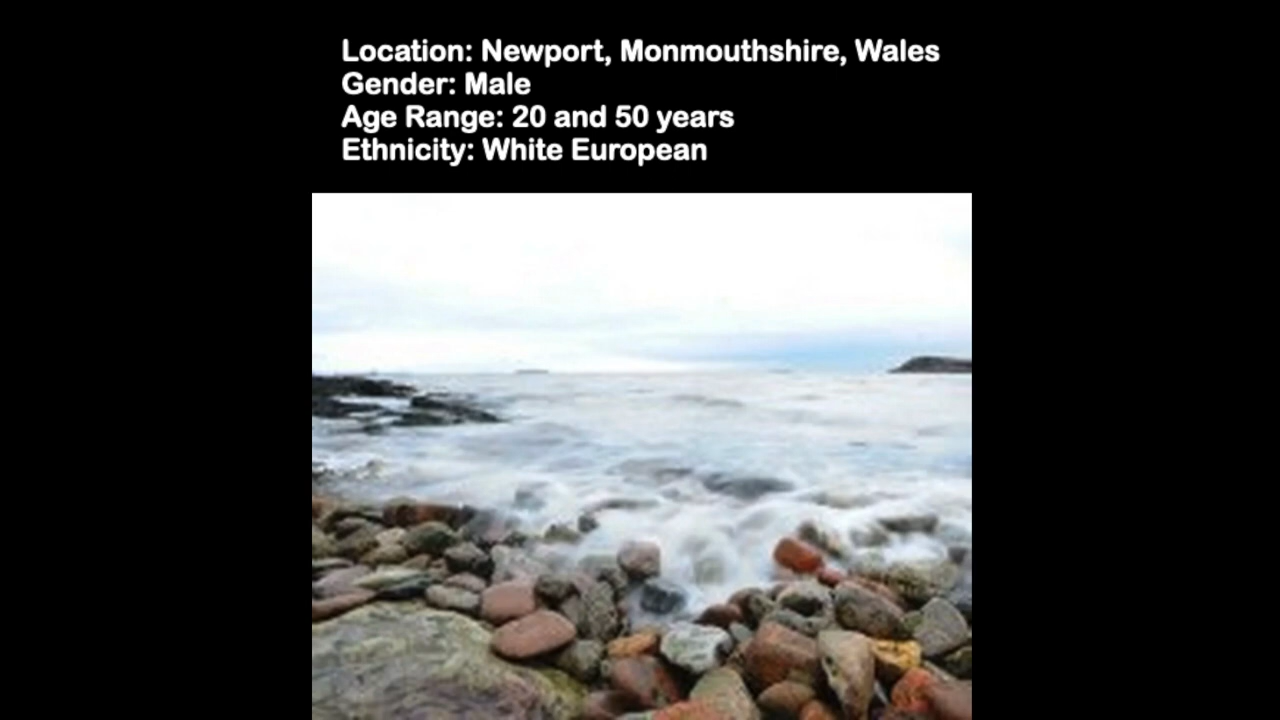 Location: Newport, Monmouthshire, Wales
Gender: Male
Age Range: 20 and 50 years
Ethnicity: White European